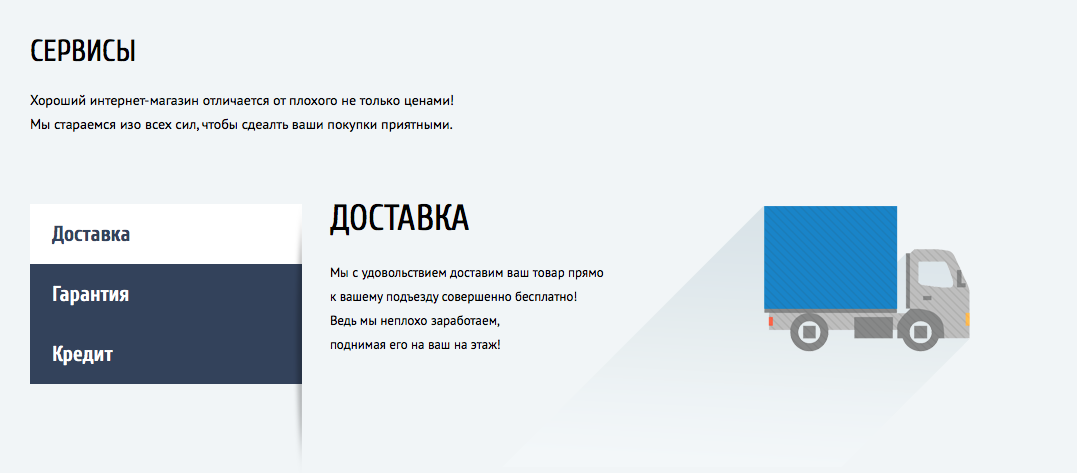 СЕРВИСЫ
Хороший интернет-магазин отличается от плохого не только ценами!
Мы стараемся изо всех сил, чтобы сдеалть ваши покупки приятными.
Доставка
Гарантия
Кредит
ДОСТАВКА
Мы с удовольствием доставим ваш товар прямо
к вашему подъезду совершенно бесплатно!
Ведь мы неплохо заработаем,
поднимая его на ваш на этаж!